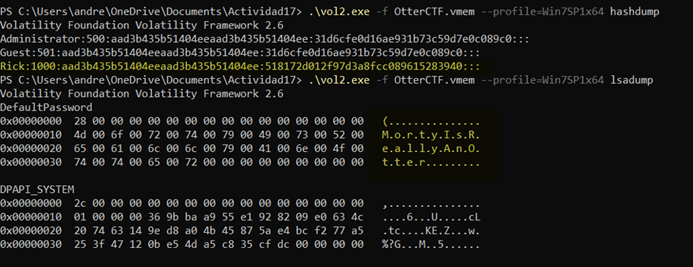 PS C:\Users\andre\OneDrive\Documents\Actividad17> .\vol2.exe -f OtterCTF.vmem --profile=Win7SP1x64 hashdump
Volatility Foundation Volatility Framework 2.6
Administrator:500:aad3b435b51404eeaad3b435b51404ee:31d6cfe0d16ae931b73c59d7e0c089c0:::
Guest:501:aad3b435b51404eeaad3b435b51404ee:31d6cfe0d16ae931b73c59d7e0c089c0:::
Rick:1000:aad3b435b51404eeaad3b435b51404ee:518172d012f97d3a8fcc089615283940:::
PS C:\Users\andre\OneDrive\Documents\Actividad17> .\vol2.exe -f OtterCTF.vmem --profile=Win7SP1x64 lsadump
Volatility Foundation Volatility Framework 2.6
DefaultPassword
0x00000000  28 00 00 00 00 00 00 00 00 00 00 00 00 00 00 00   (...............
0x00000010  4d 00 6f 00 72 00 74 00 79 00 49 00 73 00 52 00   M.o.r.t.y.I.s.R.
0x00000020  65 00 61 00 6c 00 6c 00 79 00 41 00 6e 00 4f 00   e.a.l.l.y.A.n.O.
0x00000030  74 00 74 00 65 00 72 00 00 00 00 00 00 00 00 00   t.t.e.r.........
DPAPI_SYSTEM
0x00000000  2c 00 00 00 00 00 00 00 00 00 00 00 00 00 00 00   ,...............
0x00000010  01 00 00 00 36 9b ba a9 55 e1 92 82 09 e0 63 4c   ....6...U.....cL
0x00000020  20 74 63 14 9e d8 a0 4b 45 87 5a e4 bc f2 77 a5   .tc....KE.Z...w.
0x00000030  25 3f 47 12 0b e5 4d a5 c8 35 cf dc 00 00 00 00   %?G...M..5......